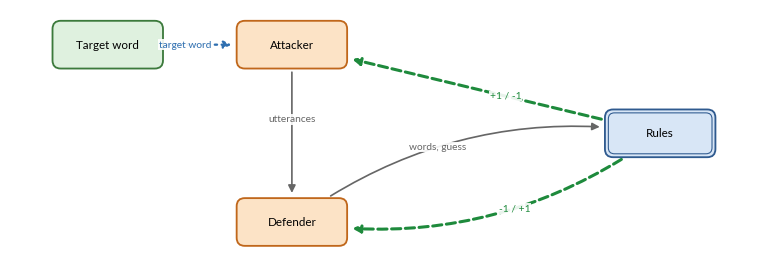 Target word
target word
Attacker
+1 / -1
utterances
Rules
words, guess
-1 / +1
Defender